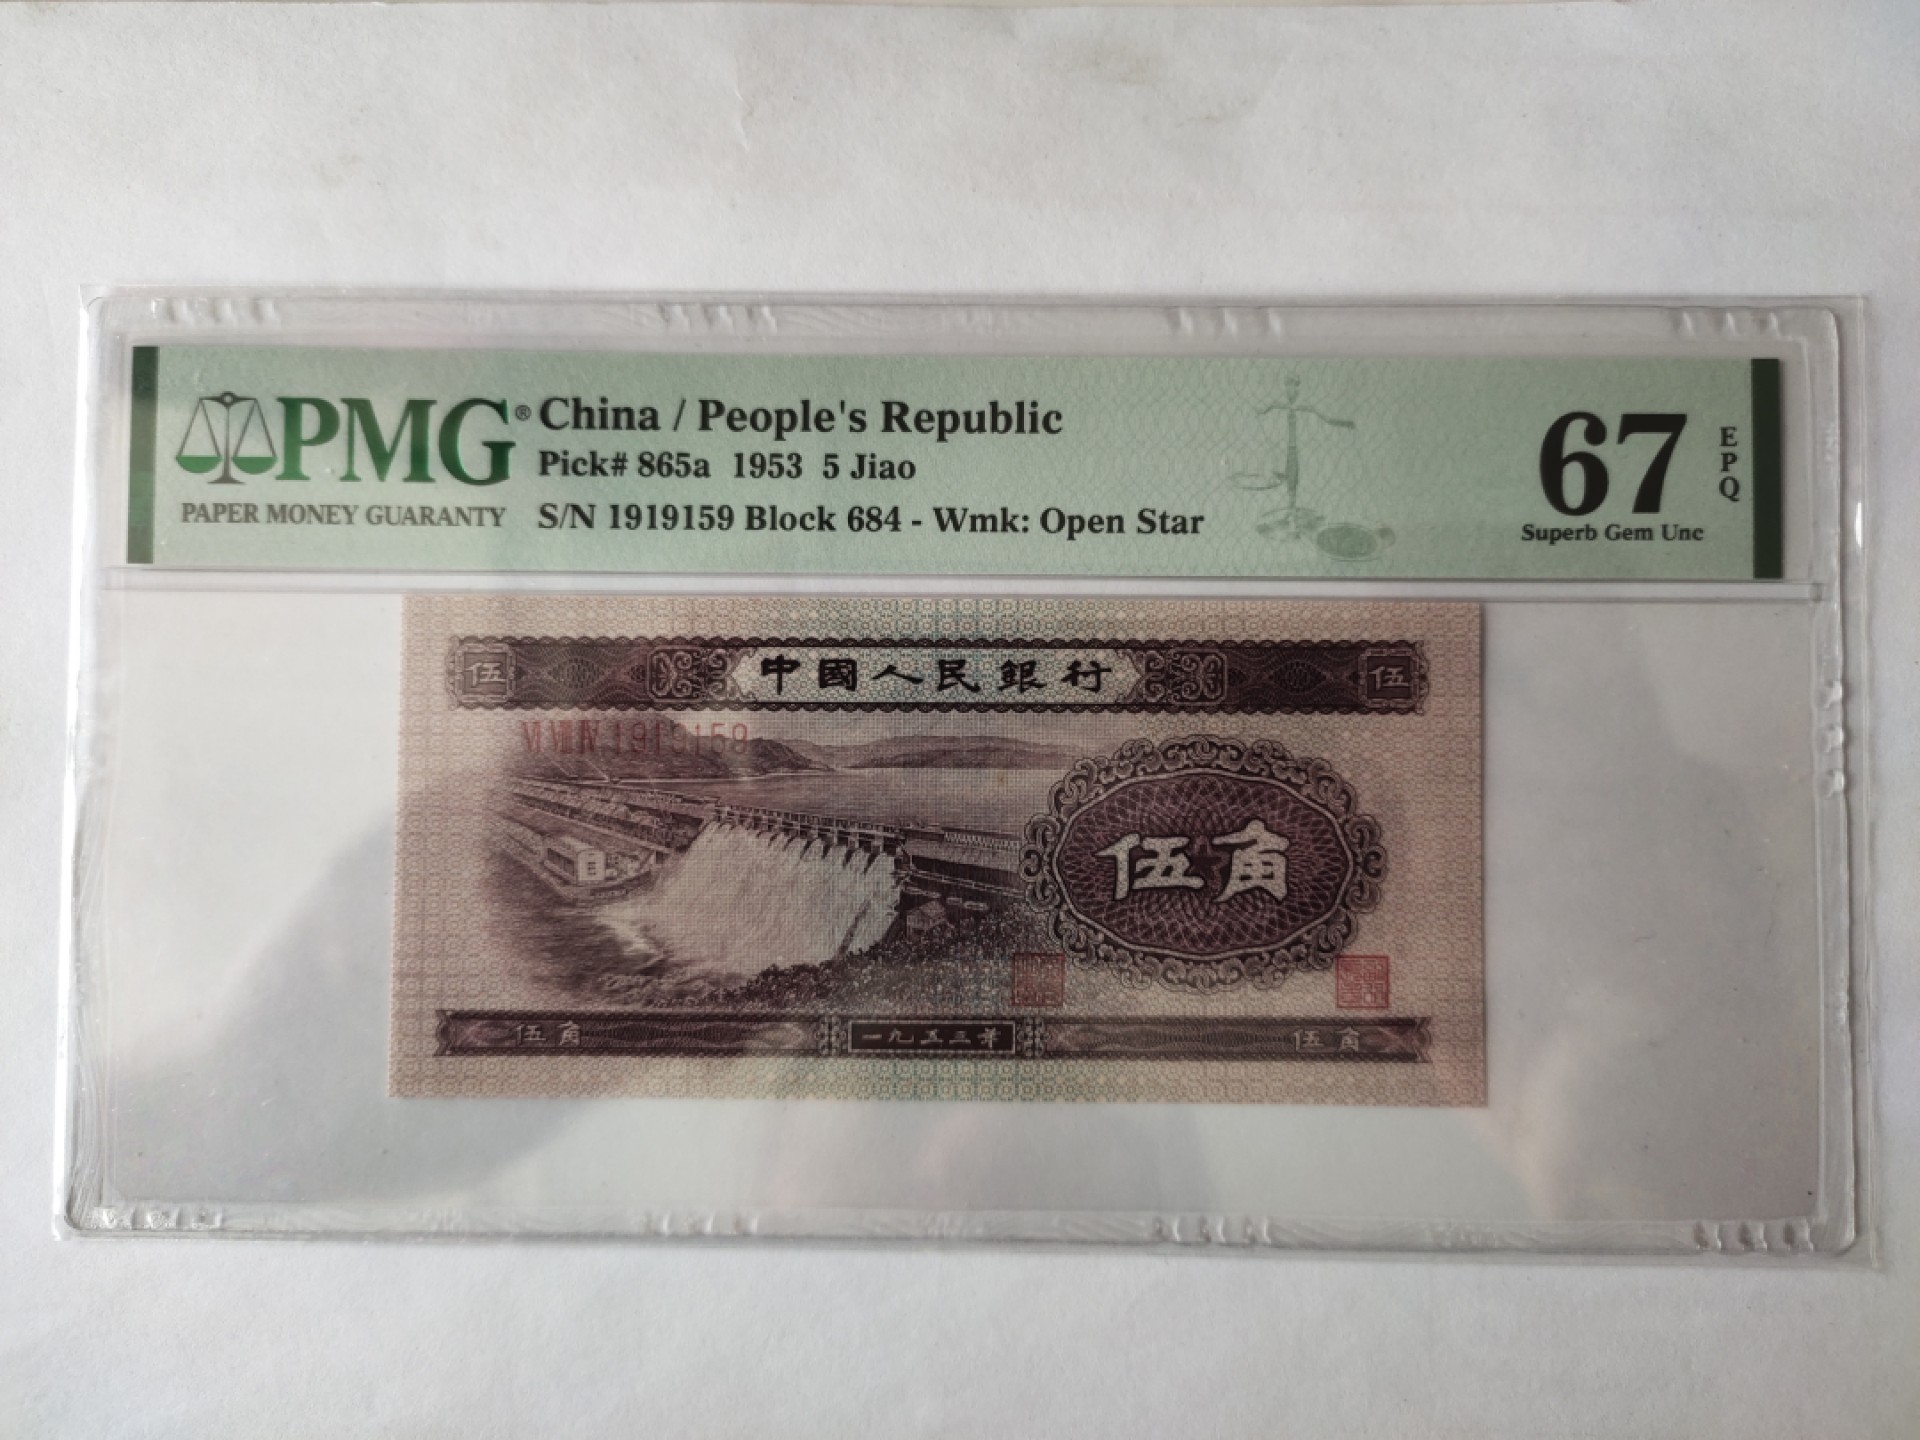 PMG® China / People's Republic
Pick# 865a 1953 5 Jiao
PAPER MONEY GUARANTY S/N 1919159 Block 684 - Wmk: Open Star
67 EPQ
Superb Gem Unc
伍 中國人民銀行 伍
VI VIII IV 1919159
伍角
伍角 一九五三年 伍角